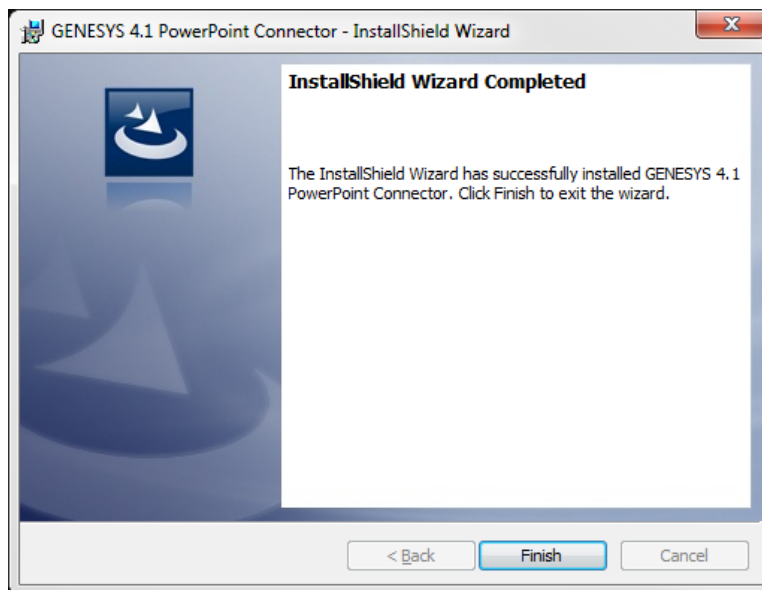 GENESYS 4.1 PowerPoint Connector - InstallShield Wizard
X
InstallShield Wizard Completed
The InstallShield Wizard has successfully installed GENESYS 4.1
PowerPoint Connector. Click Finish to exit the wizard.
< Back
Finish
Cancel